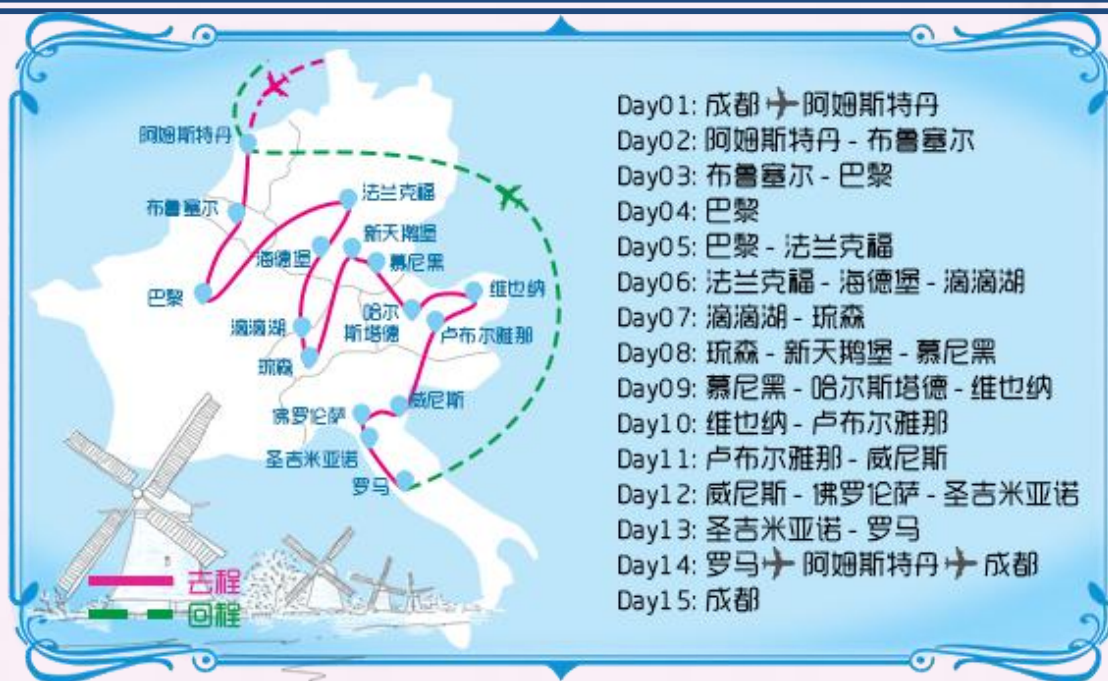 阿姆斯特丹
布鲁塞尔
巴黎
法兰克福
海德堡
新天鹅堡
慕尼黑
滴滴湖
琉森
哈尔
斯塔德
维也纳
卢布尔雅那
威尼斯
佛罗伦萨
圣吉米亚诺
罗马
去程
回程
Day01: 成都✈阿姆斯特丹
Day02: 阿姆斯特丹 - 布鲁塞尔
Day03: 布鲁塞尔 - 巴黎
Day04: 巴黎
Day05: 巴黎 - 法兰克福
Day06: 法兰克福 - 海德堡 - 滴滴湖
Day07: 滴滴湖 - 琉森
Day08: 琉森 - 新天鹅堡 - 慕尼黑
Day09: 慕尼黑 - 哈尔斯塔德 - 维也纳
Day10: 维也纳 - 卢布尔雅那
Day11: 卢布尔雅那 - 威尼斯
Day12: 威尼斯 - 佛罗伦萨 - 圣吉米亚诺
Day13: 圣吉米亚诺 - 罗马
Day14: 罗马✈阿姆斯特丹✈成都
Day15: 成都